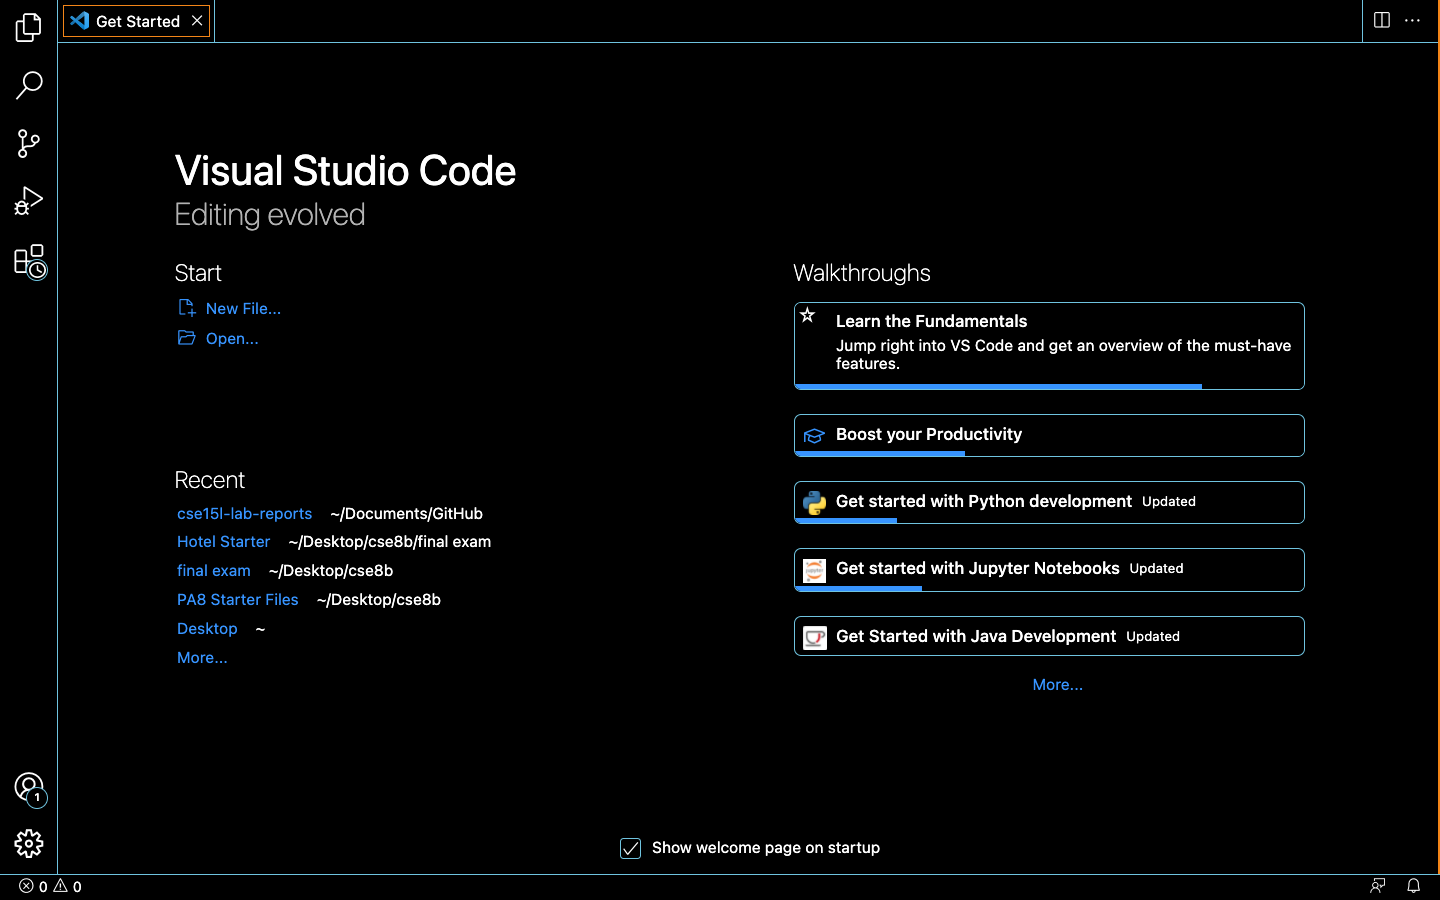 Get Started
Visual Studio Code
Editing evolved
Start
New File...
Open...
Recent
cse15l-lab-reports ~/Documents/GitHub
Hotel Starter ~/Desktop/cse8b/final exam
final exam ~/Desktop/cse8b
PA8 Starter Files ~/Desktop/cse8b
Desktop ~
More...
Walkthroughs
Learn the Fundamentals
Jump right into VS Code and get an overview of the must-have
features.
Boost your Productivity
Get started with Python development Updated
Get started with Jupyter Notebooks Updated
Get Started with Java Development Updated
More...
1
Show welcome page on startup
0 0